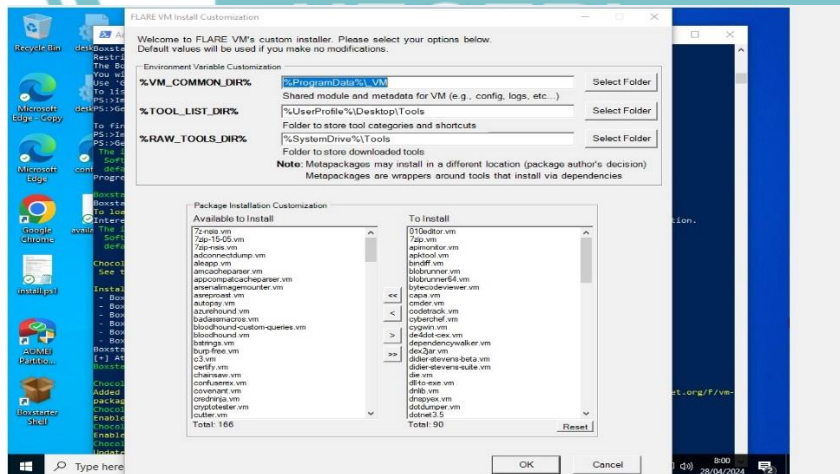 FLARE VM Install Customization
Welcome to FLARE VM's custom installer. Please select your options below.
Default values will be used if you make no modifications.
Environment Variable Customization
%VM_COMMON_DIR%
%ProgramData%\_VM
Select Folder
Shared module and metadata for VM (e.g., config, logs, etc...)
%TOOL_LIST_DIR%
%UserProfile%\Desktop\Tools
Select Folder
Folder to store tool categories and shortcuts
%RAW_TOOLS_DIR%
%SystemDrive%\Tools
Select Folder
Folder to store downloaded tools
Note: Metapackages may install in a different location (package author's decision)
Metapackages are wrappers around tools that install via dependencies
Package Installation Customization
Available to Install
7z-nsis.vm
7zip-15-05.vm
7zip-nsis.vm
adconnectdump.vm
aleapp.vm
amcacheparser.vm
appcompatcacheparser.vm
arsenalimagemounter.vm
asreproast.vm
autopsy.vm
azurehound.vm
badassmacros.vm
bloodhound-custom-queries.vm
bloodhound.vm
bstrings.vm
burp-free.vm
c3.vm
certify.vm
chainsaw.vm
confuserex.vm
covenant.vm
credninja.vm
cryptotester.vm
cutter.vm
Total: 166
<<
<
>
>>
To Install
010editor.vm
7zip.vm
apimonitor.vm
apktool.vm
bindiff.vm
blobrunner.vm
blobrunner64.vm
bytecodeviewer.vm
capa.vm
cmder.vm
codetrack.vm
cyberchef.vm
cygwin.vm
de4dot-cex.vm
dependencywalker.vm
dex2jar.vm
didier-stevens-beta.vm
didier-stevens-suite.vm
die.vm
dll-to-exe.vm
dnlib.vm
dnspyex.vm
dotdumper.vm
dotnet3.5
Total: 90
Reset
OK
Cancel
Recycle Bin
Microsoft
Edge - Copy
Microsoft
Edge
Google
Chrome
install.ps1
AOMEI
Partitio...
Boxstarter
Shell
Type here
8:00
28/04/2024